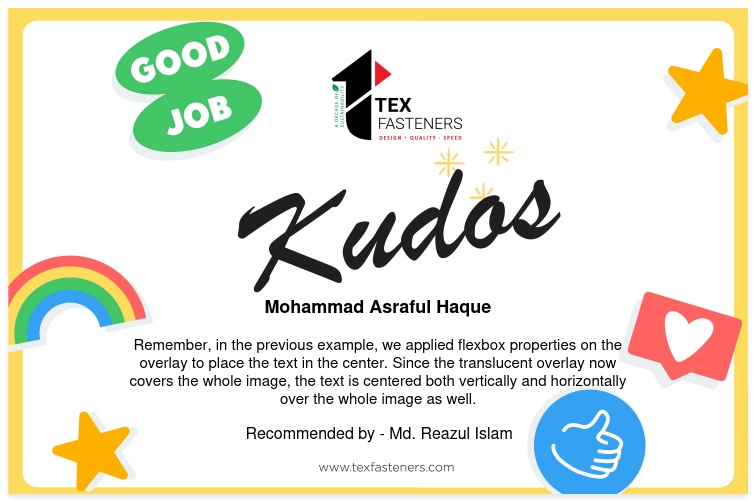 GOOD
JOB
A DECADE IN
SUSTAINABILITY
TEX
FASTENERS
DESIGN • QUALITY • SPEED
Kudos
Mohammad Asraful Haque
Remember, in the previous example, we applied flexbox properties on the
overlay to place the text in the center. Since the translucent overlay now
covers the whole image, the text is centered both vertically and horizontally
over the whole image as well.
Recommended by - Md. Reazul Islam
www.texfasteners.com